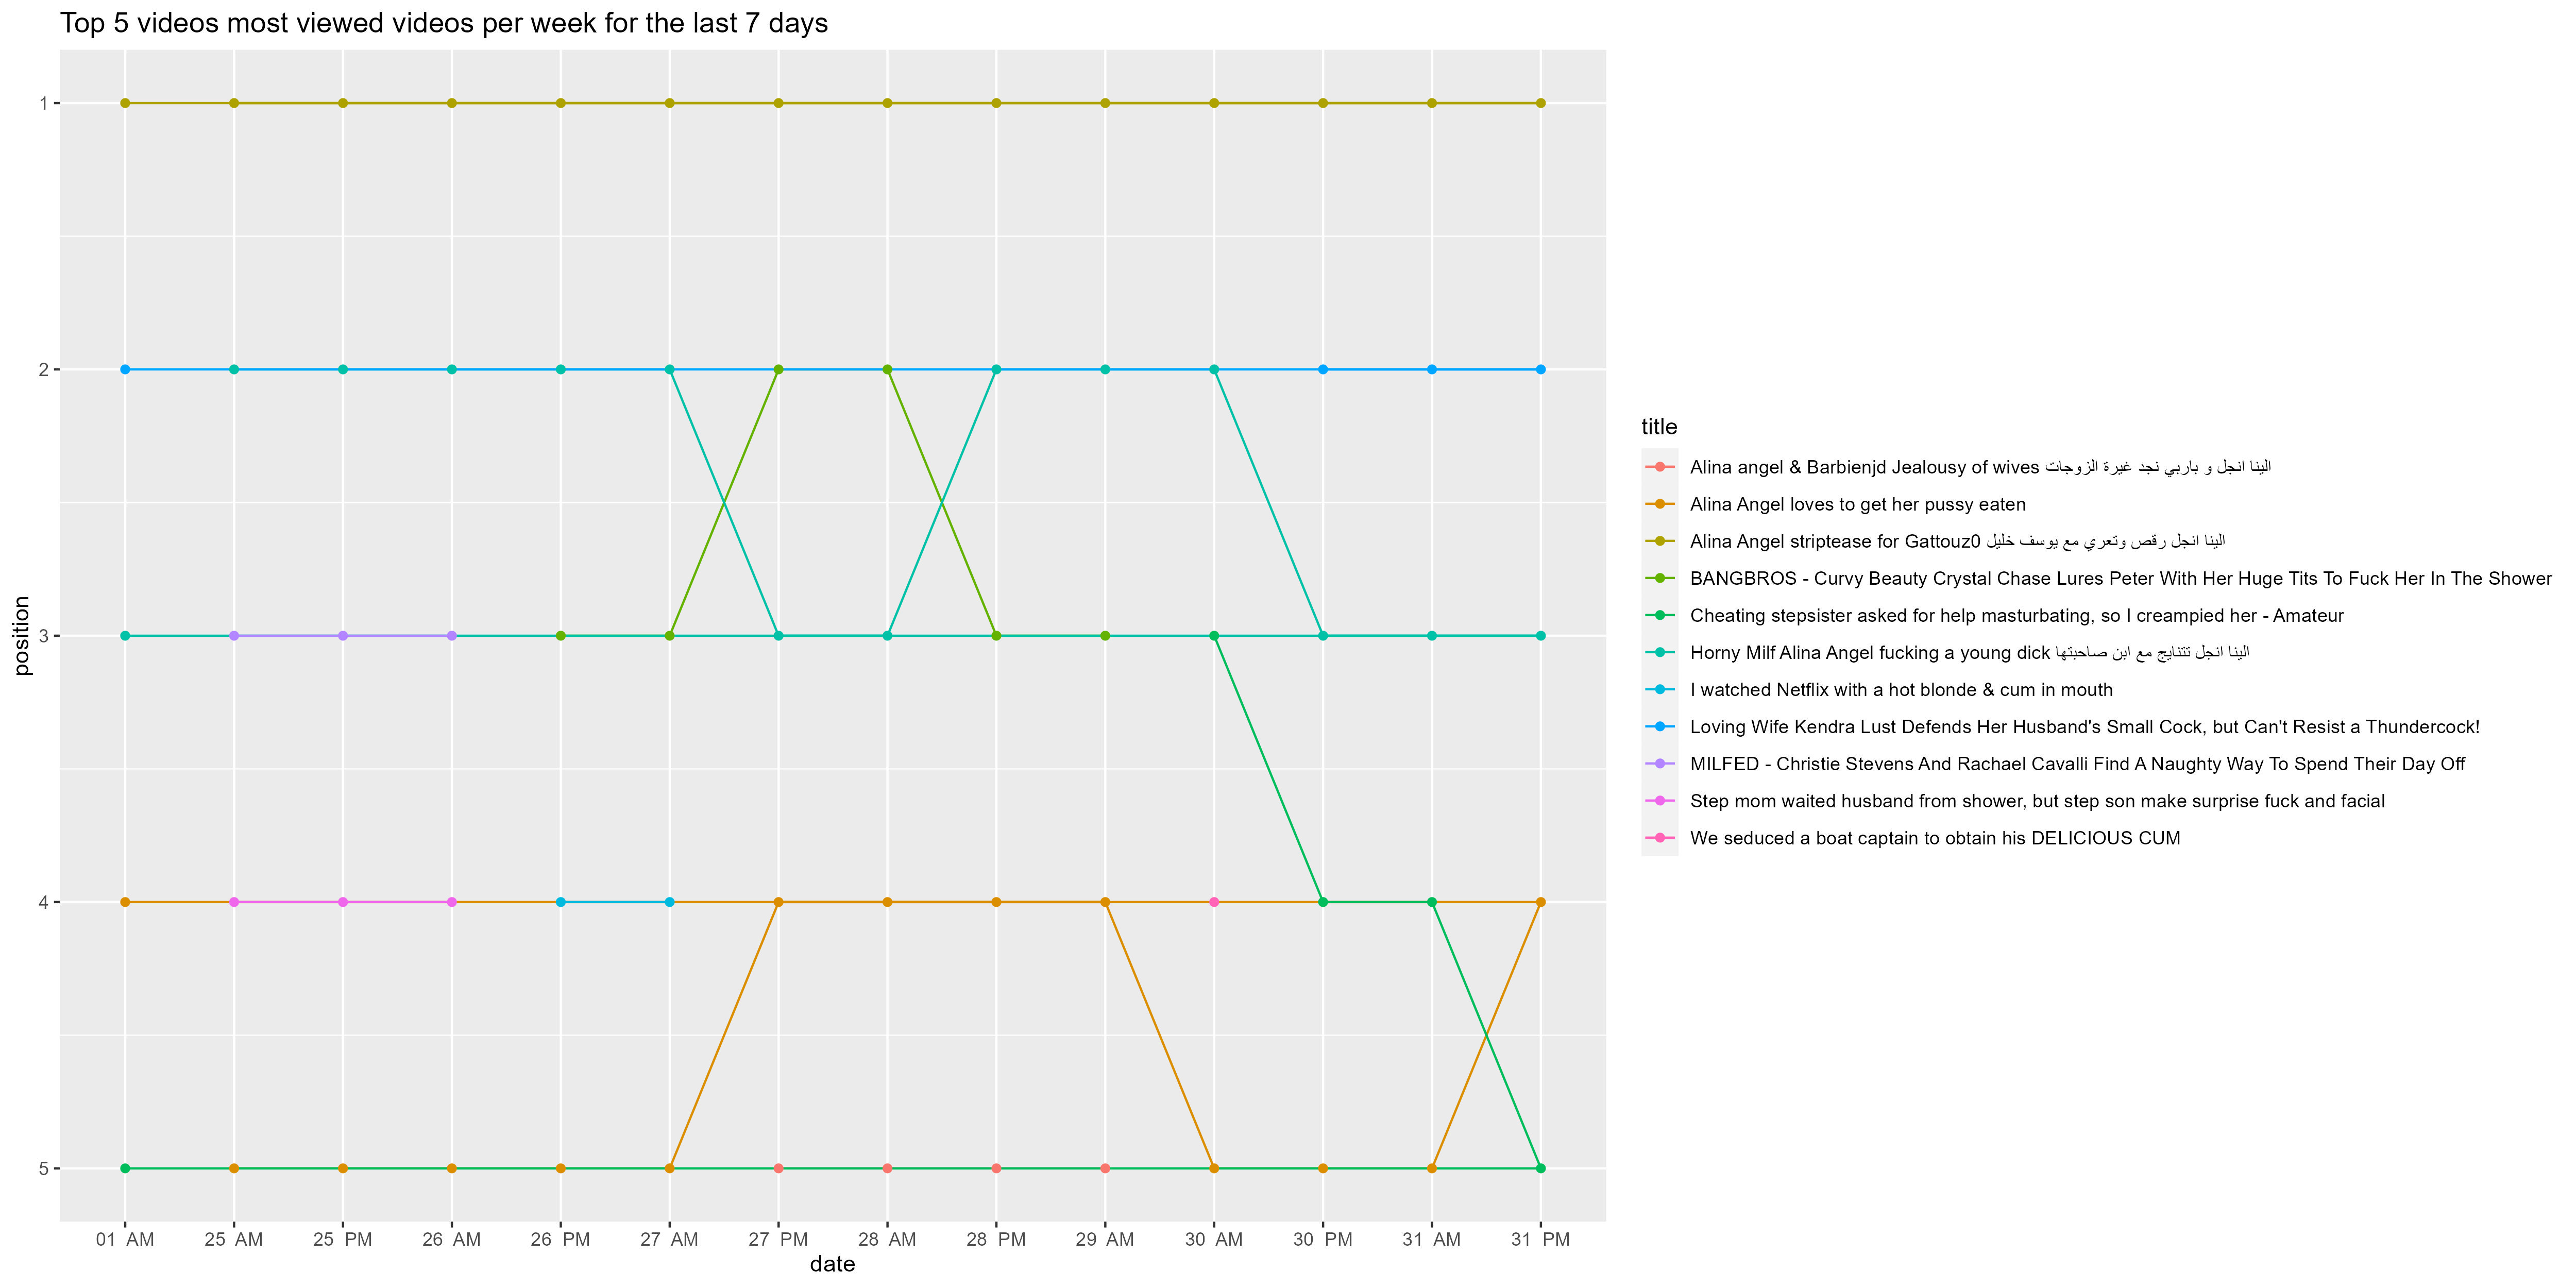 Top 5 videos most viewed videos per week for the last 7 days
position
1
2
3
4
5
01 AM
25 AM
25 PM
26 AM
26 PM
27 AM
27 PM
28 AM
28 PM
29 AM
30 AM
30 PM
31 AM
31 PM
date
title
Alina angel & Barbienjd Jealousy of wives الينا انجل و باربي نجد غيرة الزوجات
Alina Angel loves to get her pussy eaten
Alina Angel striptease for Gattouz0 الينا انجل رقص وتعري مع يوسف خليل
BANGBROS - Curvy Beauty Crystal Chase Lures Peter With Her Huge Tits To Fuck Her In The Shower
Cheating stepsister asked for help masturbating, so I creampied her - Amateur
Horny Milf Alina Angel fucking a young dick الينا انجل تتنايج مع ابن صاحبتها
I watched Netflix with a hot blonde & cum in mouth
Loving Wife Kendra Lust Defends Her Husband's Small Cock, but Can't Resist a Thundercock!
MILFED - Christie Stevens And Rachael Cavalli Find A Naughty Way To Spend Their Day Off
Step mom waited husband from shower, but step son make surprise fuck and facial
We seduced a boat captain to obtain his DELICIOUS CUM